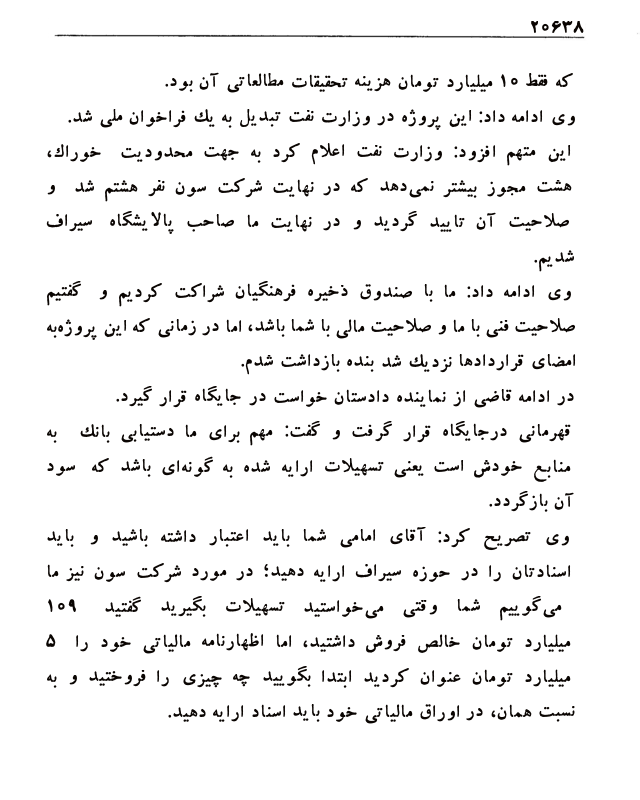 ۲۰۶۳۸
که فقط ۱۰ میلیارد تومان هزینه تحقیقات مطالعاتی آن بود.
وی ادامه داد: این پروژه در وزارت نفت تبدیل به یك فراخوان ملی شد.
این متهم افزود: وزارت نفت اعلام کرد به جهت محدودیت خوراك،
هشت مجوز بیشتر نمی‌دهد که در نهایت شرکت سون نفر هشتم شد و
صلاحیت آن تایید گردید و در نهایت ما صاحب پالایشگاه سیراف
شدیم.
وی ادامه داد: ما با صندوق ذخیره فرهنگیان شراکت کردیم و گفتیم
صلاحیت فنی با ما و صلاحیت مالی با شما باشد، اما در زمانی که این پروژه‌به
امضای قراردادها نزدیك شد بنده بازداشت شدم.
در ادامه قاضی از نماینده دادستان خواست در جایگاه قرار گیرد.
قهرمانی درجایگاه قرار گرفت و گفت: مهم برای ما دستیابی بانك به
منابع خودش است یعنی تسهیلات ارایه شده به گونه‌ای باشد که سود
آن بازگردد.
وی تصریح کرد: آقای امامی شما باید اعتبار داشته باشید و باید
اسنادتان را در حوزه سیراف ارایه دهید؛ در مورد شرکت سون نیز ما
می‌گوییم شما وقتی می‌خواستید تسهیلات بگیرید گفتید ۱۰۹
میلیارد تومان خالص فروش داشتید، اما اظهارنامه مالیاتی خود را ۵
میلیارد تومان عنوان کردید ابتدا بگویید چه چیزی را فروختید و به
نسبت همان، در اوراق مالیاتی خود باید اسناد ارایه دهید.